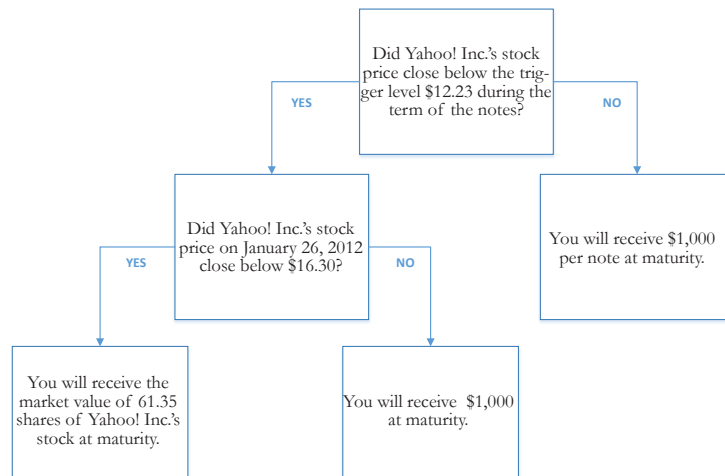 Did Yahoo! Inc.'s stock
price close below the trig-
ger level $12.23 during the
term of the notes?
YES
NO
Did Yahoo! Inc.'s stock
price on January 26, 2012
close below $16.30?
You will receive $1,000
per note at maturity.
YES
NO
You will receive the
market value of 61.35
shares of Yahoo! Inc.'s
stock at maturity.
You will receive $1,000
at maturity.